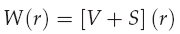 W(r) = [V + S] (r)